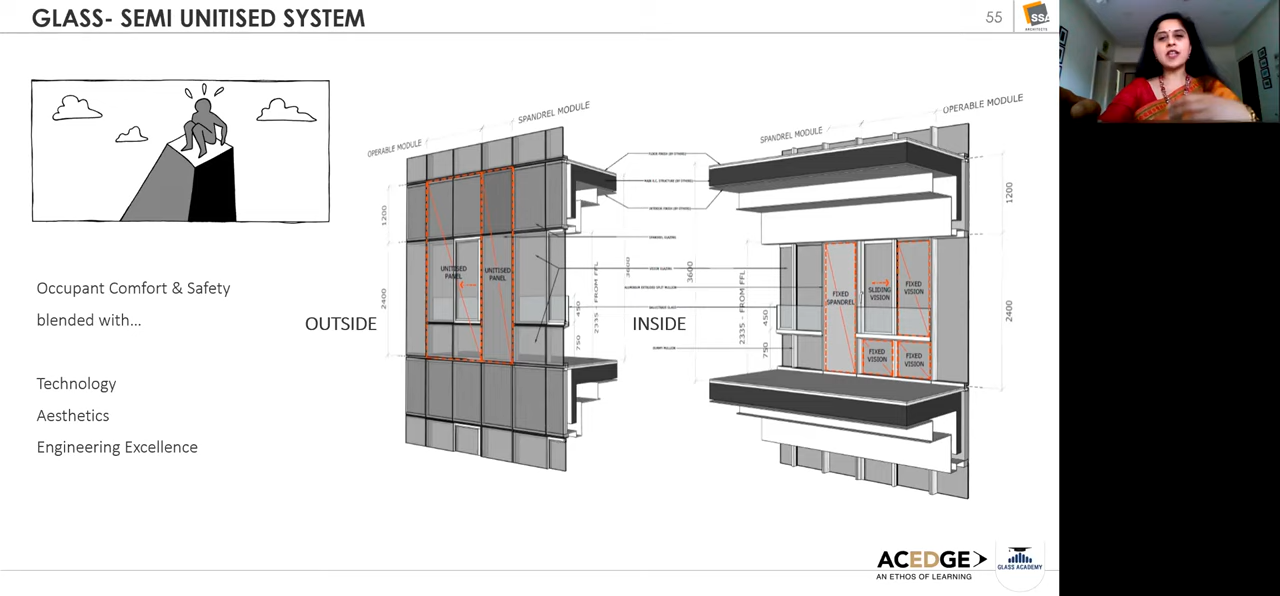 GLASS- SEMI UNITISED SYSTEM
55
SSA
ARCHITECTS
Occupant Comfort & Safety
blended with...
Technology
Aesthetics
Engineering Excellence
OUTSIDE
OPERABLE MODULE
SPANDREL MODULE
1200
2400
UNITISED
PANEL
UNITISED
PANEL
450
750
2335 - FROM FFL
3600
INSIDE
SPANDREL MODULE
OPERABLE MODULE
3600
2335 - FROM FFL
450
750
FIXED
SPANDREL
SLIDING
VISION
FIXED
VISION
FIXED
VISION
FIXED
VISION
1200
2400
ACEDGE
AN ETHOS OF LEARNING
GLASS ACADEMY